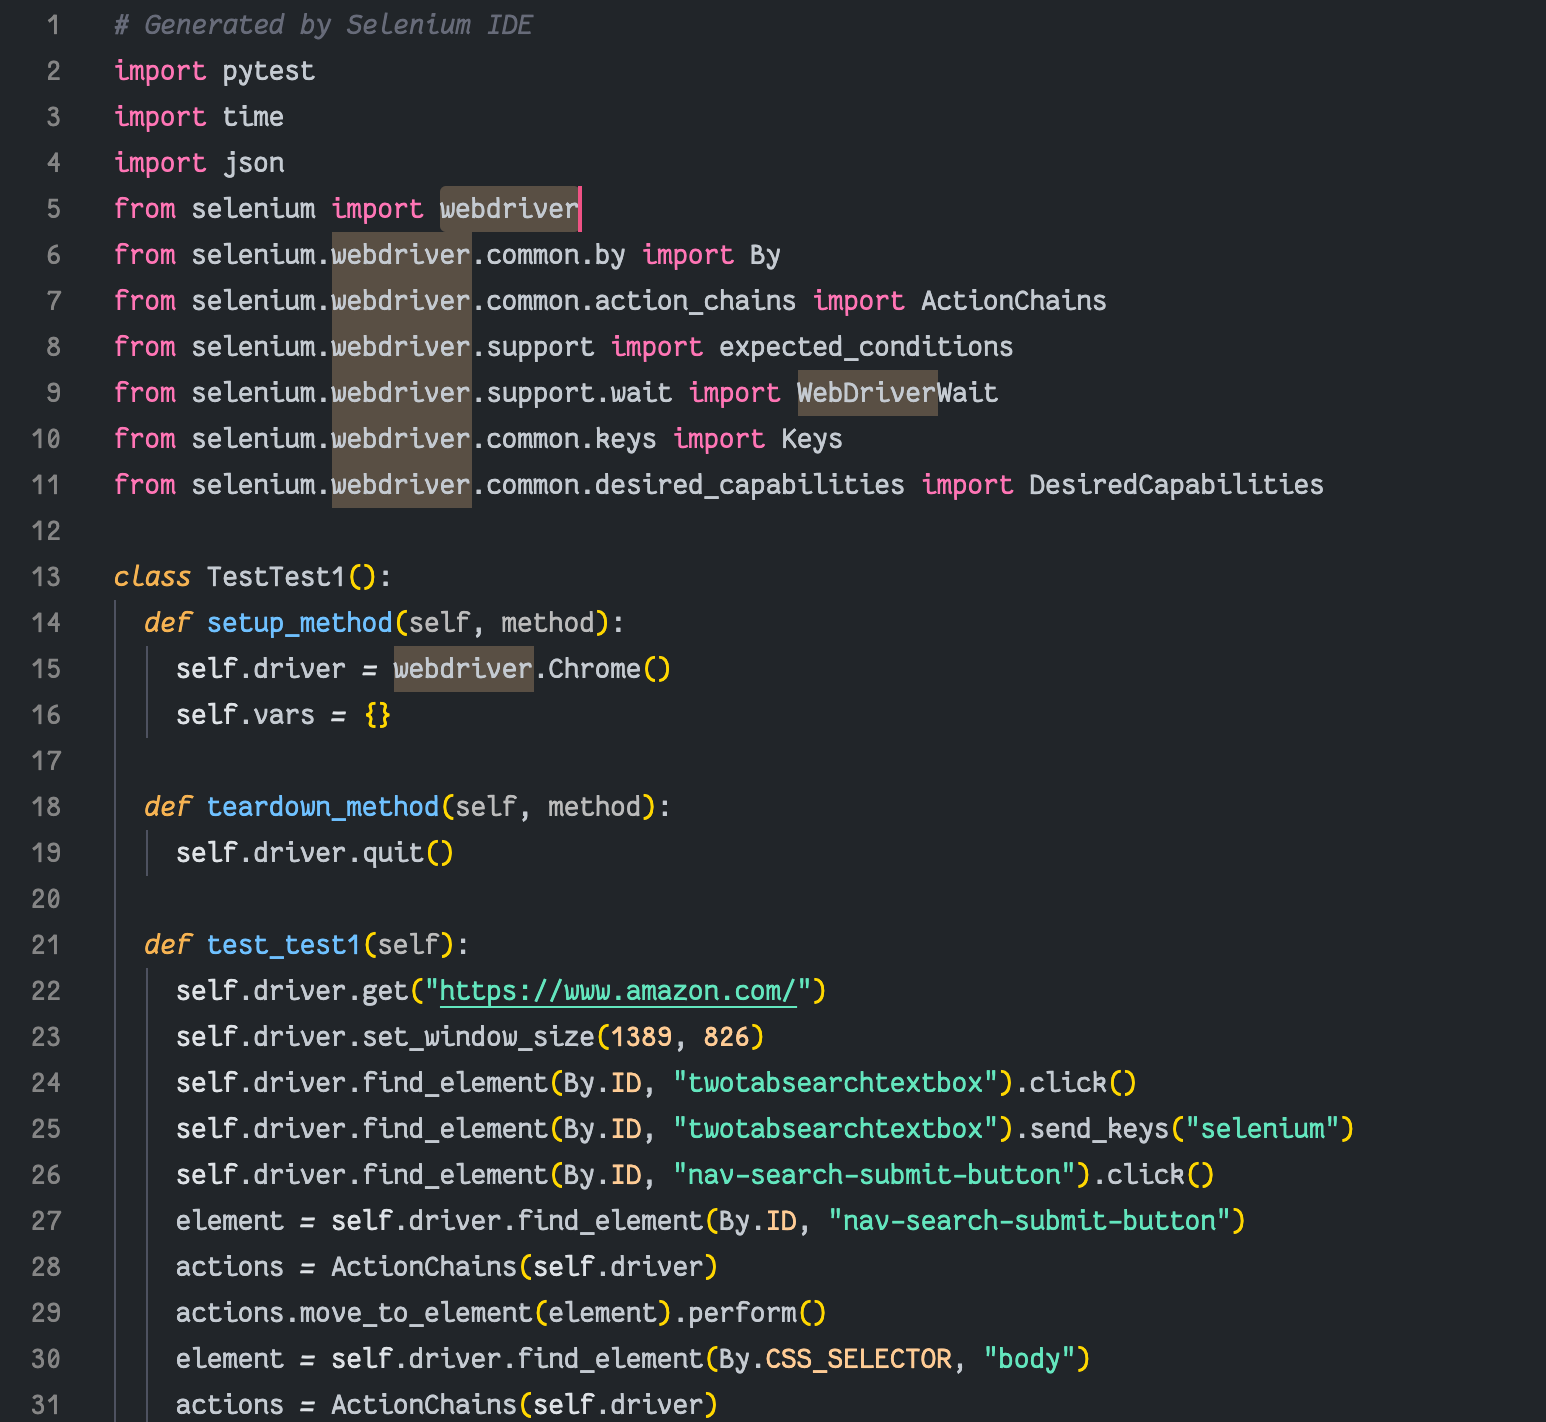 1 # Generated by Selenium IDE
2 import pytest
3 import time
4 import json
5 from selenium import webdriver
6 from selenium.webdriver.common.by import By
7 from selenium.webdriver.common.action_chains import ActionChains
8 from selenium.webdriver.support import expected_conditions
9 from selenium.webdriver.support.wait import WebDriverWait
10 from selenium.webdriver.common.keys import Keys
11 from selenium.webdriver.common.desired_capabilities import DesiredCapabilities
12
13 class TestTest1():
14   def setup_method(self, method):
15     self.driver = webdriver.Chrome()
16     self.vars = {}
17
18   def teardown_method(self, method):
19     self.driver.quit()
20
21   def test_test1(self):
22     self.driver.get("https://www.amazon.com/")
23     self.driver.set_window_size(1389, 826)
24     self.driver.find_element(By.ID, "twotabsearchtextbox").click()
25     self.driver.find_element(By.ID, "twotabsearchtextbox").send_keys("selenium")
26     self.driver.find_element(By.ID, "nav-search-submit-button").click()
27     element = self.driver.find_element(By.ID, "nav-search-submit-button")
28     actions = ActionChains(self.driver)
29     actions.move_to_element(element).perform()
30     element = self.driver.find_element(By.CSS_SELECTOR, "body")
31     actions = ActionChains(self.driver)